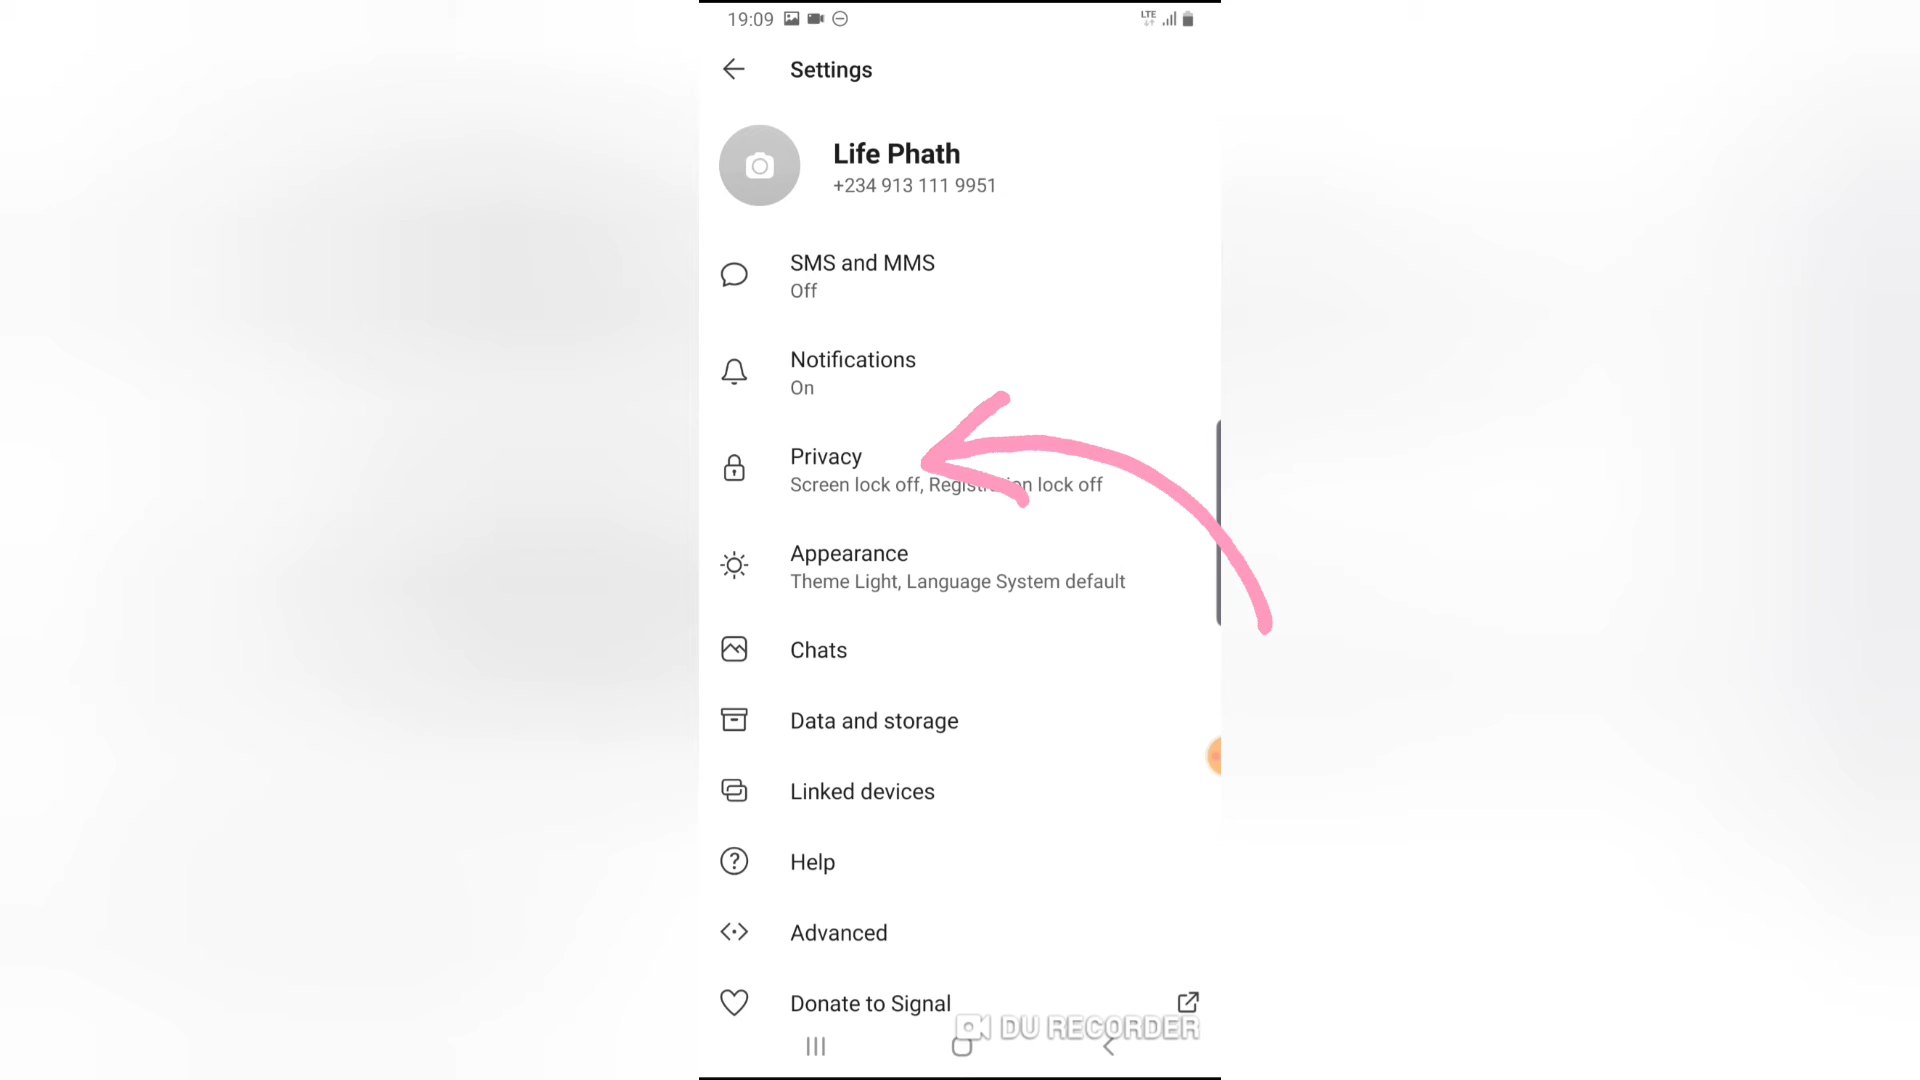 19:09
LTE
Settings
Life Phath
+234 913 111 9951
SMS and MMS
Off
Notifications
On
Privacy
Screen lock off, Registration lock off
Appearance
Theme Light, Language System default
Chats
Data and storage
Linked devices
Help
Advanced
Donate to Signal
DU RECORDER